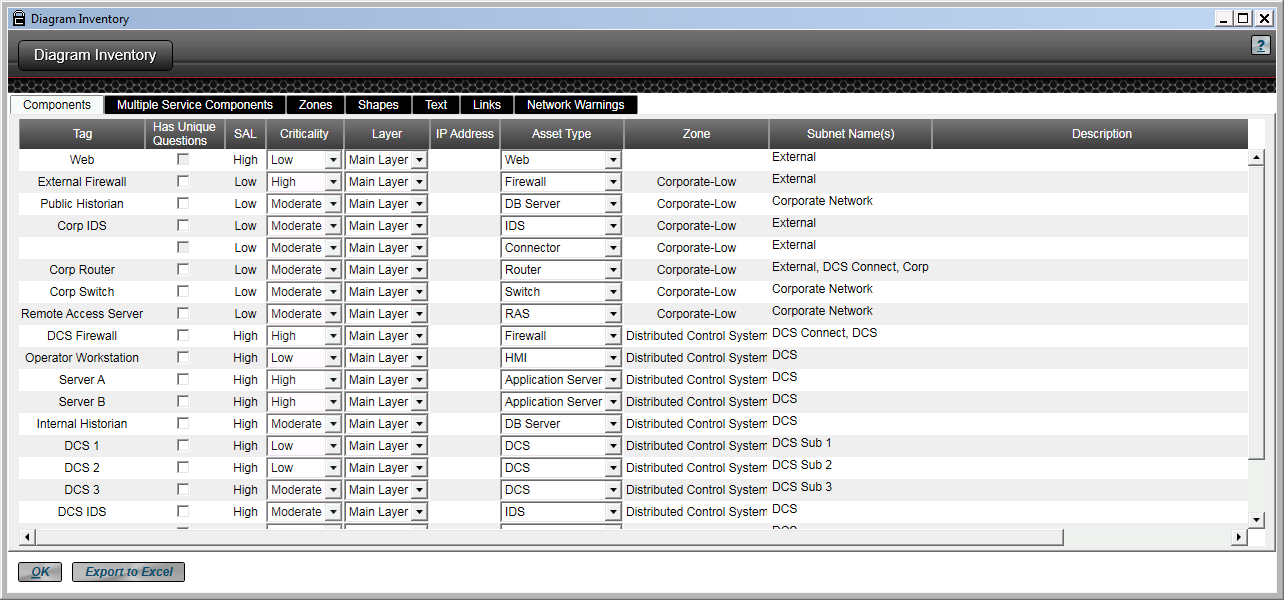 Diagram Inventory
?
Diagram Inventory
Components Multiple Service Components Zones Shapes Text Links Network Warnings
Tag Has Unique Questions SAL Criticality Layer IP Address Asset Type Zone Subnet Name(s) Description
Web High Low Main Layer Web External
External Firewall Low High Main Layer Firewall Corporate-Low External
Public Historian Low Moderate Main Layer DB Server Corporate-Low Corporate Network
Corp IDS Low Moderate Main Layer IDS Corporate-Low External
Low Moderate Main Layer Connector Corporate-Low External
Corp Router Low Moderate Main Layer Router Corporate-Low External, DCS Connect, Corp
Corp Switch Low Moderate Main Layer Switch Corporate-Low Corporate Network
Remote Access Server Low Moderate Main Layer RAS Corporate-Low Corporate Network
DCS Firewall High High Main Layer Firewall Distributed Control System DCS Connect, DCS
Operator Workstation High Low Main Layer HMI Distributed Control System DCS
Server A High High Main Layer Application Server Distributed Control System DCS
Server B High High Main Layer Application Server Distributed Control System DCS
Internal Historian High Moderate Main Layer DB Server Distributed Control System DCS
DCS 1 High Low Main Layer DCS Distributed Control System DCS Sub 1
DCS 2 High Low Main Layer DCS Distributed Control System DCS Sub 2
DCS 3 High Moderate Main Layer DCS Distributed Control System DCS Sub 3
DCS IDS High Moderate Main Layer IDS Distributed Control System DCS
OK Export to Excel